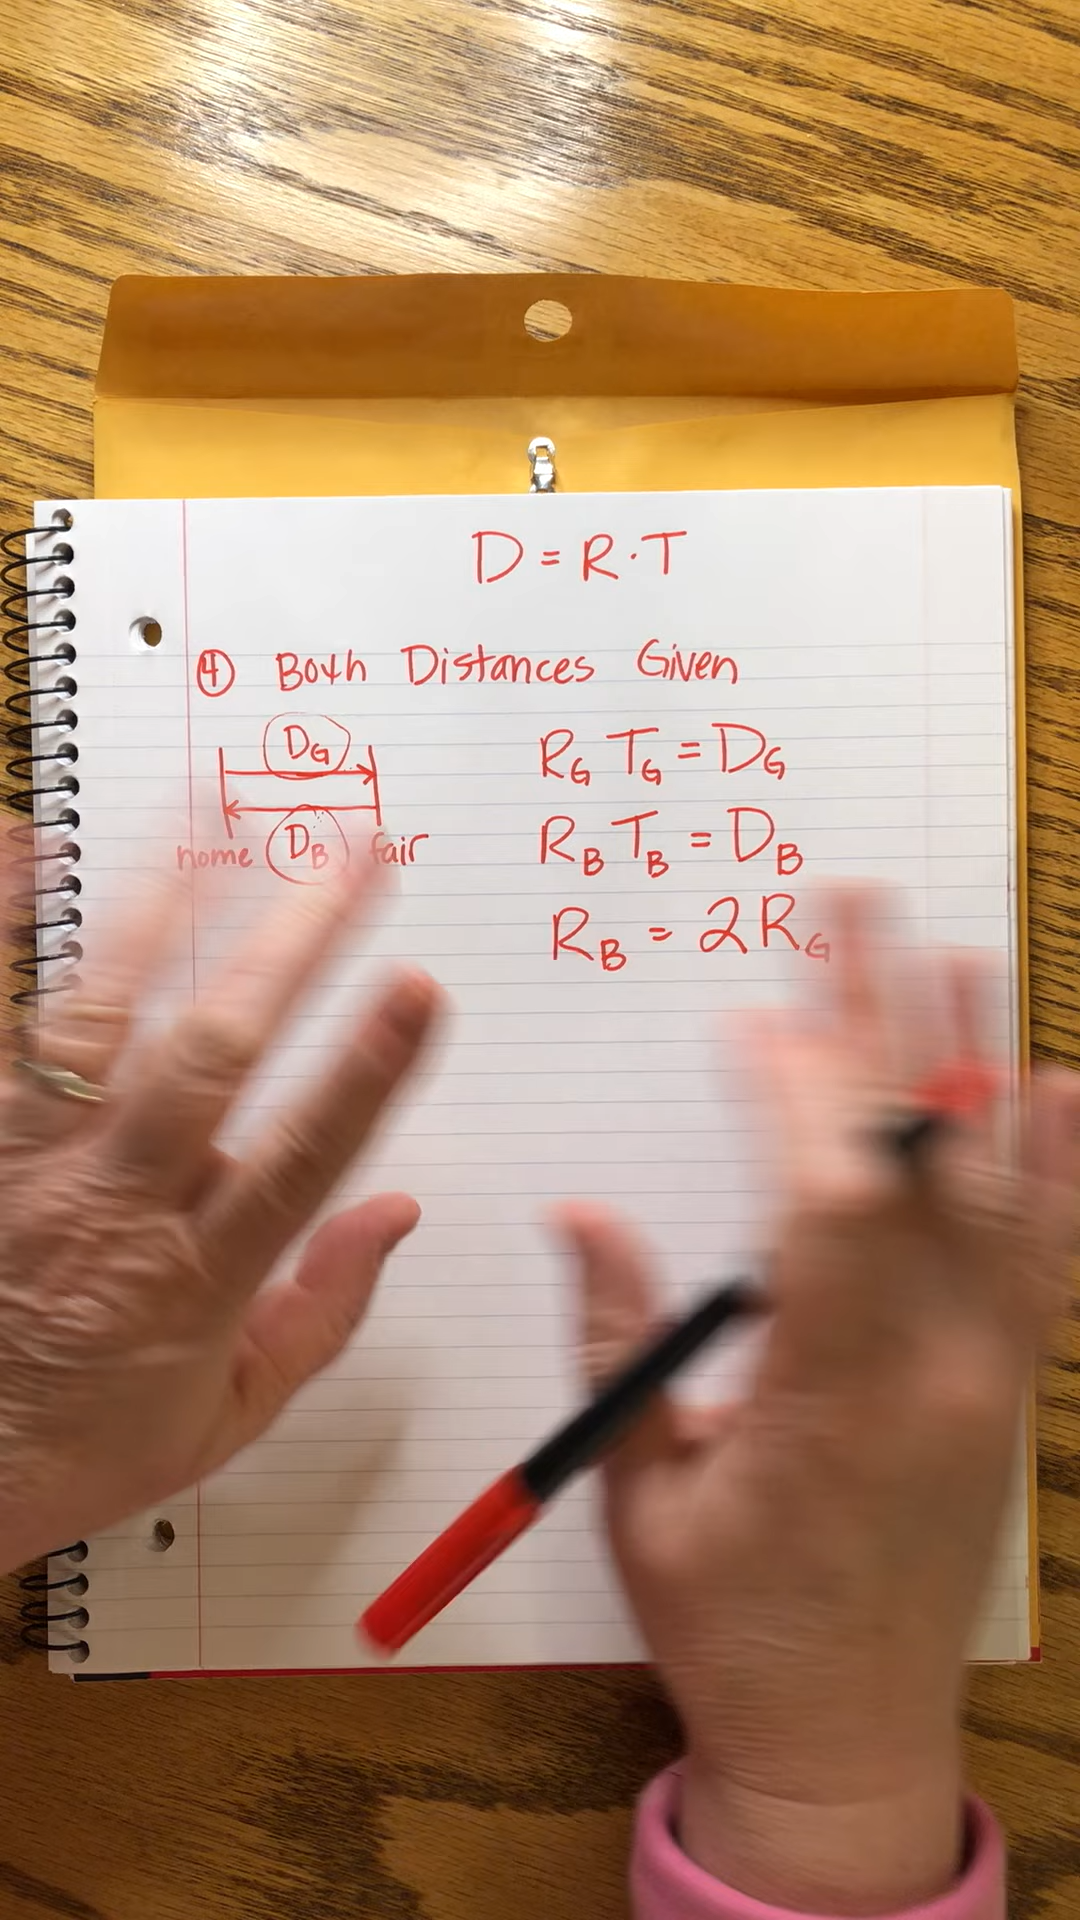 D = R · T
④ Both Distances Given
D_G
D_B
home fair
R_G T_G = D_G
R_B T_B = D_B
R_B = 2R_G